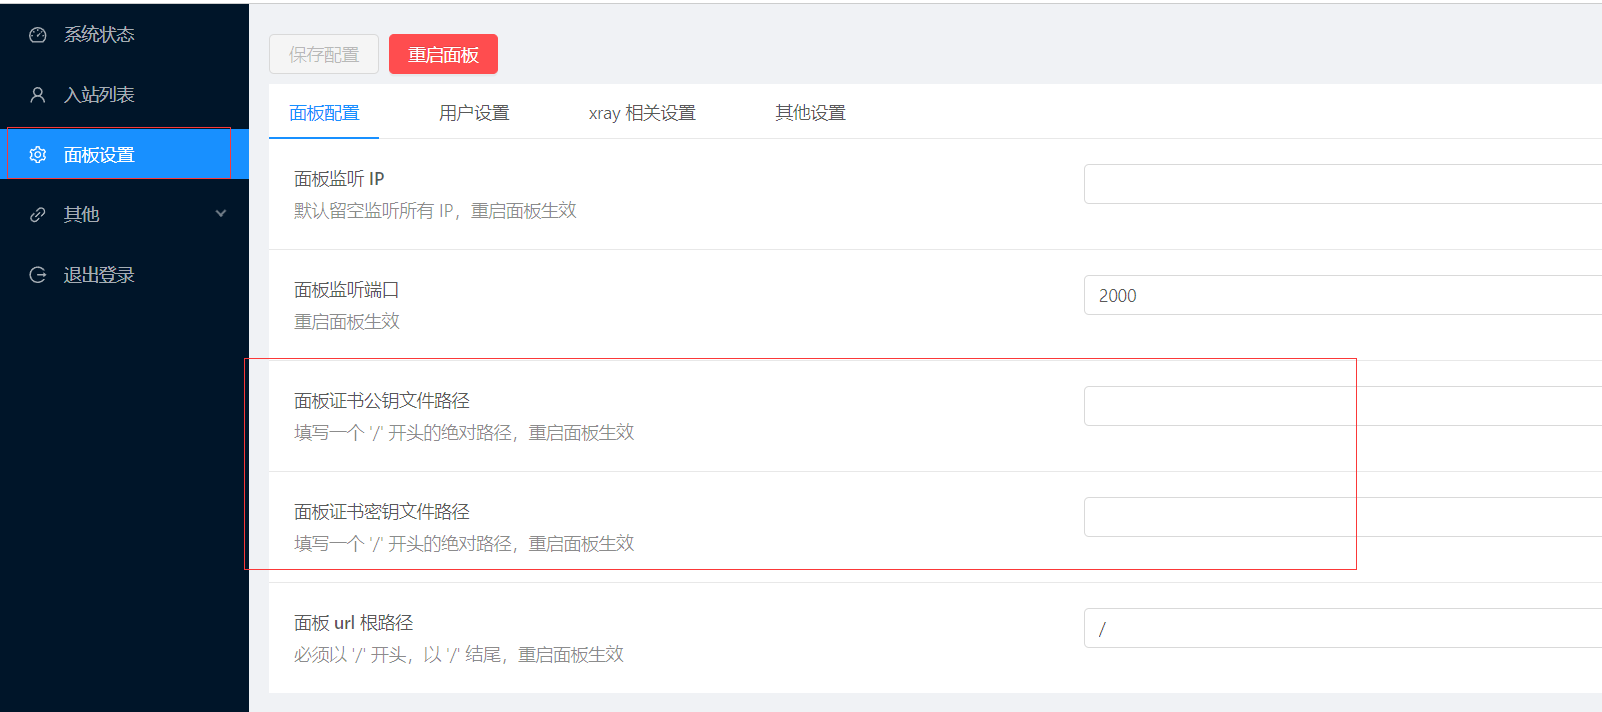 系统状态
入站列表
面板设置
其他
退出登录
保存配置 重启面板
面板配置 用户设置 xray 相关设置 其他设置
面板监听 IP
默认留空监听所有 IP，重启面板生效
面板监听端口
重启面板生效
2000
面板证书公钥文件路径
填写一个 '/' 开头的绝对路径，重启面板生效
面板证书密钥文件路径
填写一个 '/' 开头的绝对路径，重启面板生效
面板 url 根路径
必须以 '/' 开头，以 '/' 结尾，重启面板生效
/